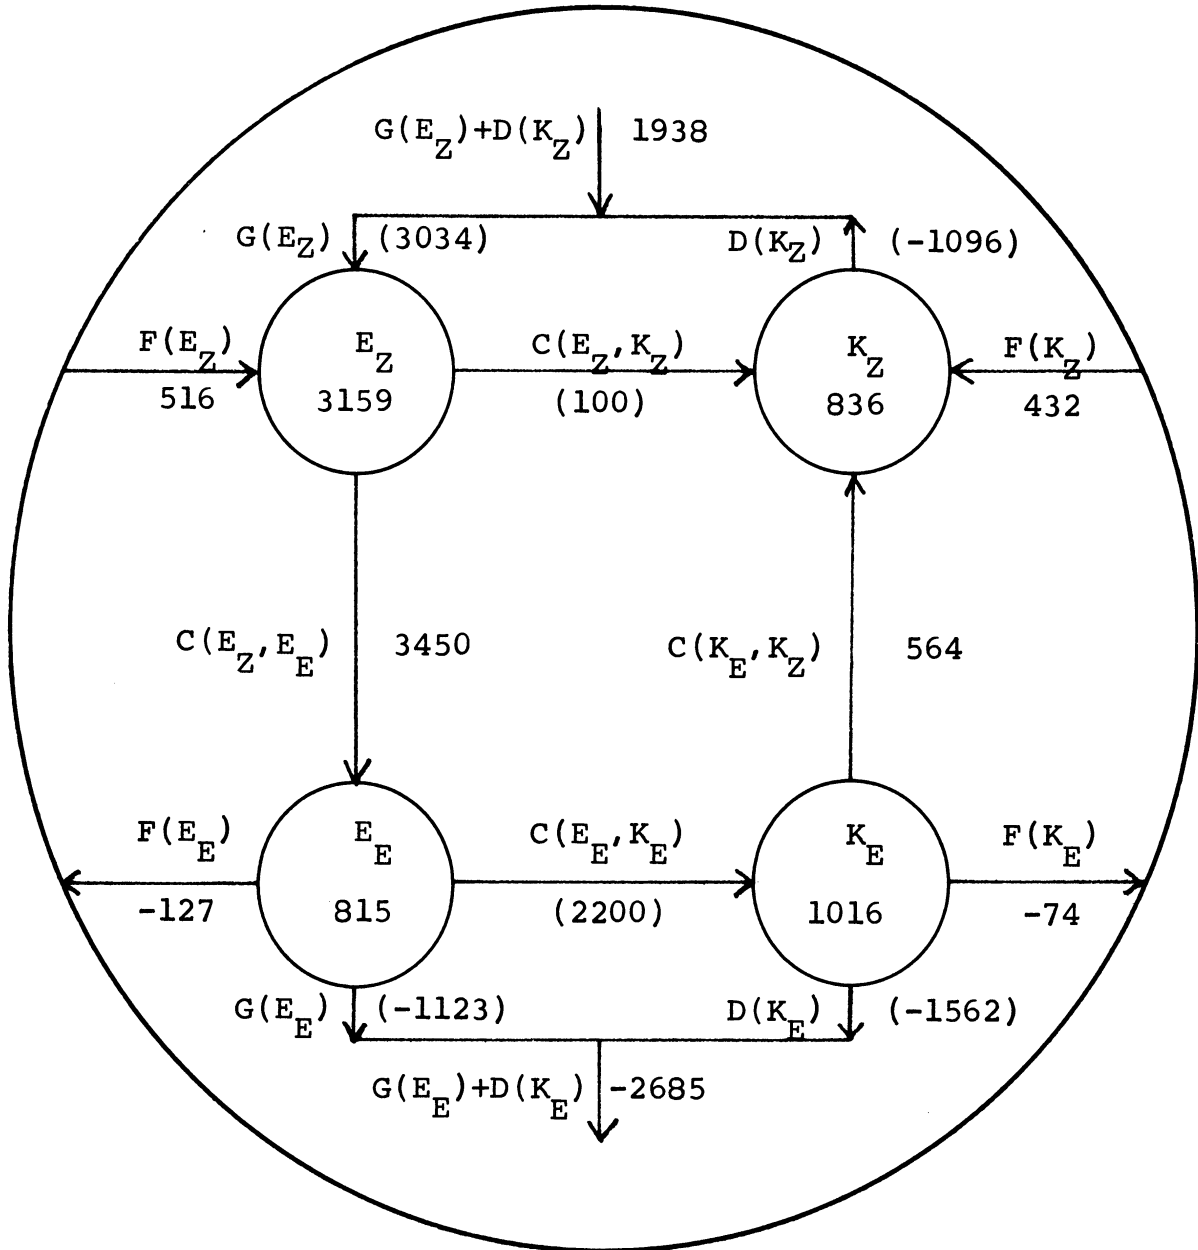 G(E_Z)+D(K_Z) 1938
G(E_Z) (3034) D(K_Z) (-1096)
F(E_Z) E_Z C(E_Z,K_Z) K_Z F(K_Z)
516 3159 (100) 836 432
C(E_Z,E_E) 3450 C(K_E,K_Z) 564
F(E_E) E_E C(E_E,K_E) K_E F(K_E)
-127 815 (2200) 1016 -74
G(E_E) (-1123) D(K_E) (-1562)
G(E_E)+D(K_E) -2685